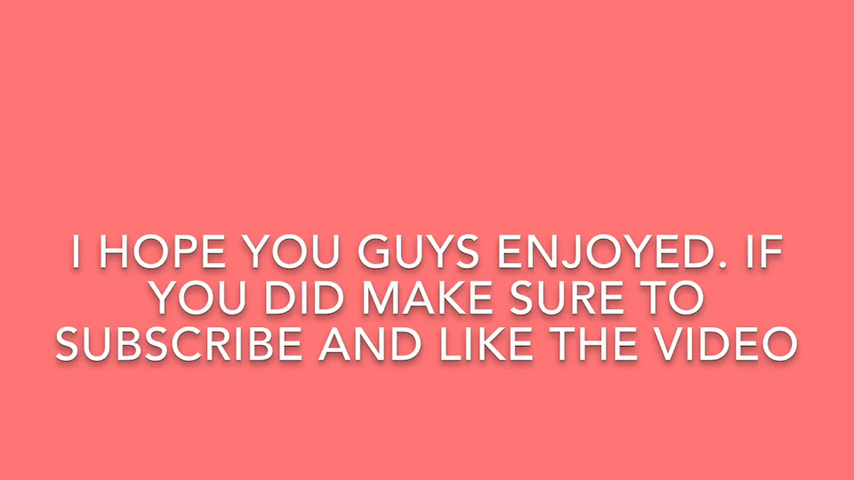 I HOPE YOU GUYS ENJOYED. IF
YOU DID MAKE SURE TO
SUBSCRIBE AND LIKE THE VIDEO